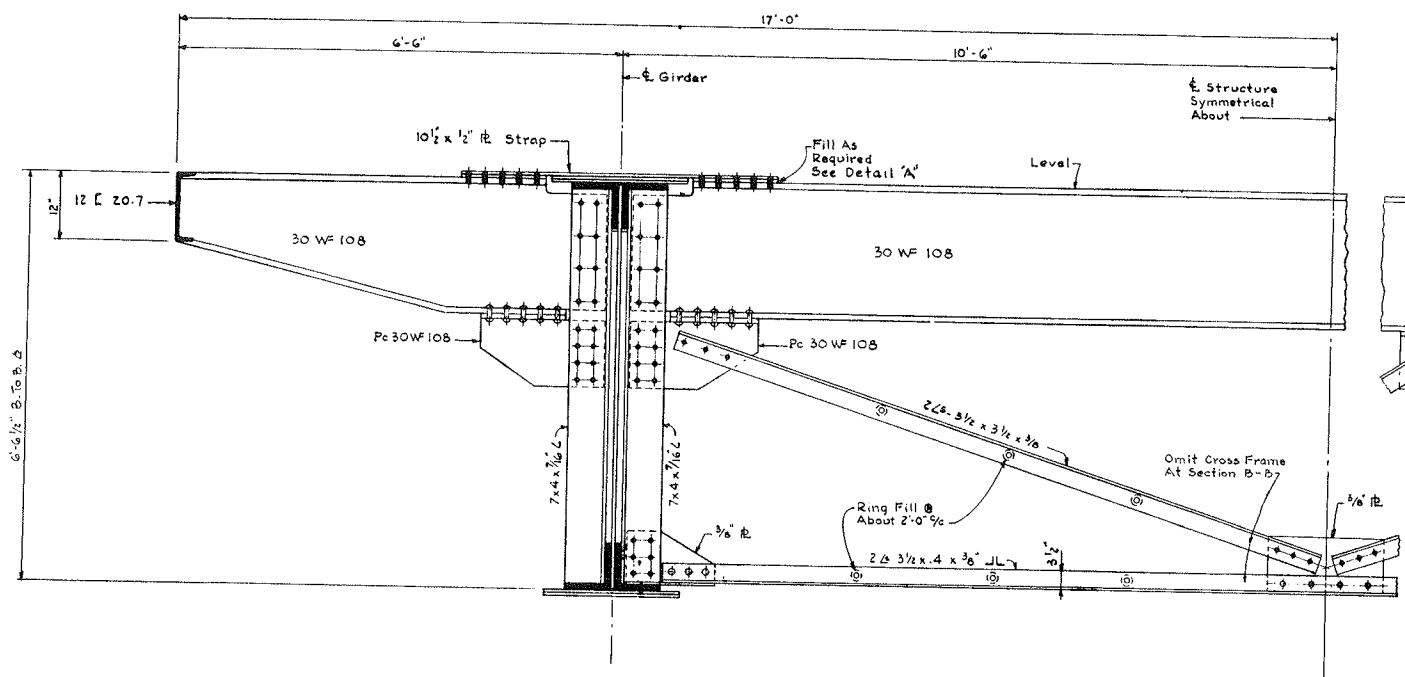 17'-0"
6'-6"
10'-6"
℄ Girder
℄ Structure
Symmetrical
About
10½" x ½" ⅊ Strap
Fill As
Required
See Detail "A"
Level
12"
12 [ 20.7
30 WF 108
30 WF 108
Pc 30 WF 108
Pc 30 WF 108
6'-6½" B. To B.
7 x 4 x 7/16 L
7 x 4 x 7/16 L
2 Ls - 3½ x 3½ x 3/8
Omit Cross Frame
At Section B-B
3/8" ⅊
Ring Fill @
About 2'-0" c/c
3/8" ⅊
2 Ls 3½ x 4 x 3/8" ⅃L
3½"